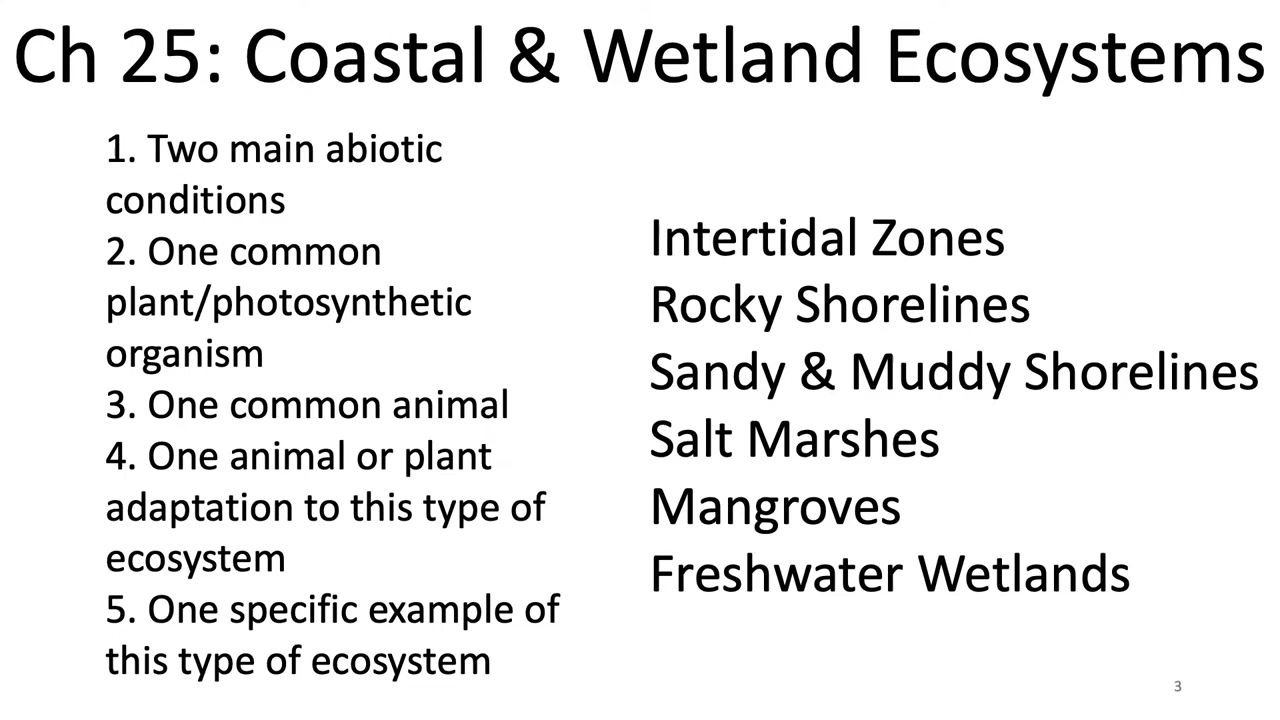 Ch 25: Coastal & Wetland Ecosystems
1. Two main abiotic
conditions
2. One common
plant/photosynthetic
organism
3. One common animal
4. One animal or plant
adaptation to this type of
ecosystem
5. One specific example of
this type of ecosystem
Intertidal Zones
Rocky Shorelines
Sandy & Muddy Shorelines
Salt Marshes
Mangroves
Freshwater Wetlands
3